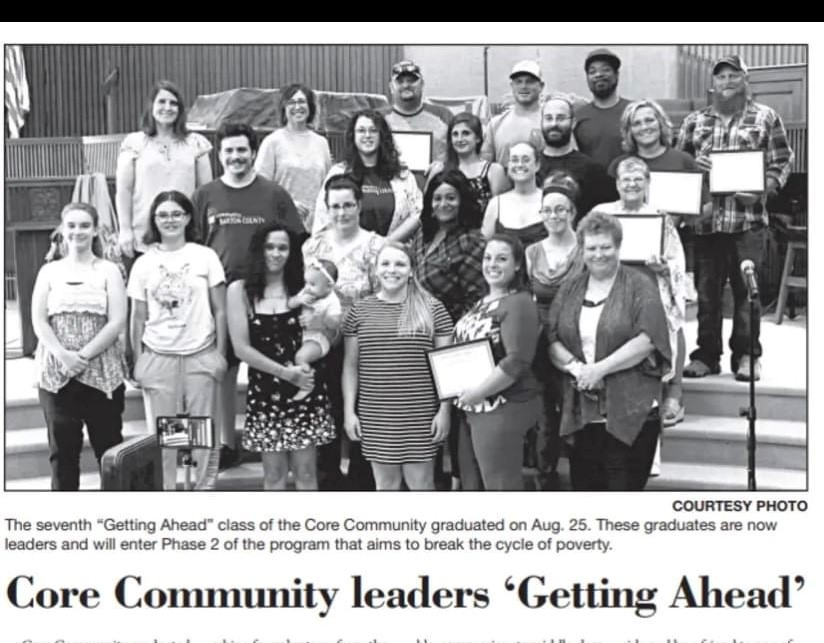 BARTON COUNTY
COURTESY PHOTO
The seventh “Getting Ahead” class of the Core Community graduated on Aug. 25. These graduates are now
leaders and will enter Phase 2 of the program that aims to break the cycle of poverty.
Core Community leaders ‘Getting Ahead’